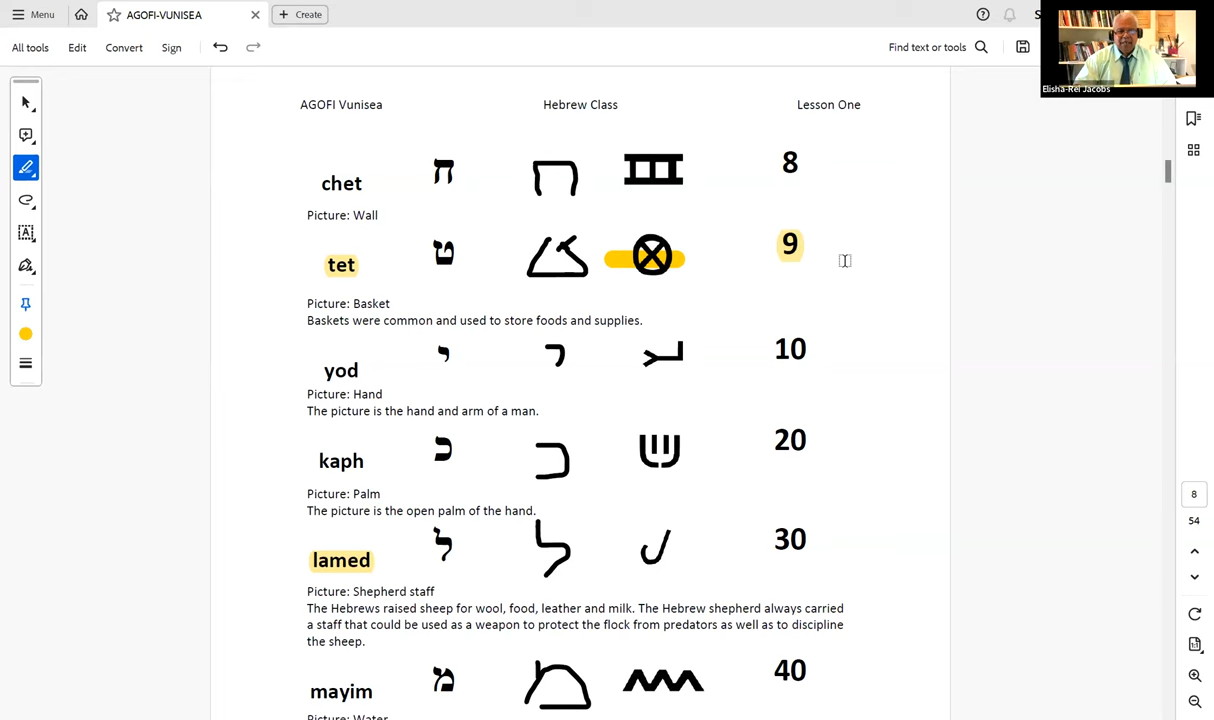 Menu
AGOFI-VUNISEA
Create
All tools
Edit
Convert
Sign
Find text or tools
Elisha-Rei Jacobs
AGOFI Vunisea Hebrew Class Lesson One
chet ח 8
Picture: Wall
tet ט 9
Picture: Basket
Baskets were common and used to store foods and supplies.
yod י 10
Picture: Hand
The picture is the hand and arm of a man.
kaph כ 20
Picture: Palm
The picture is the open palm of the hand.
lamed ל 30
Picture: Shepherd staff
The Hebrews raised sheep for wool, food, leather and milk. The Hebrew shepherd always carried
a staff that could be used as a weapon to protect the flock from predators as well as to discipline
the sheep.
mayim מ 40
Picture: Water
8
54